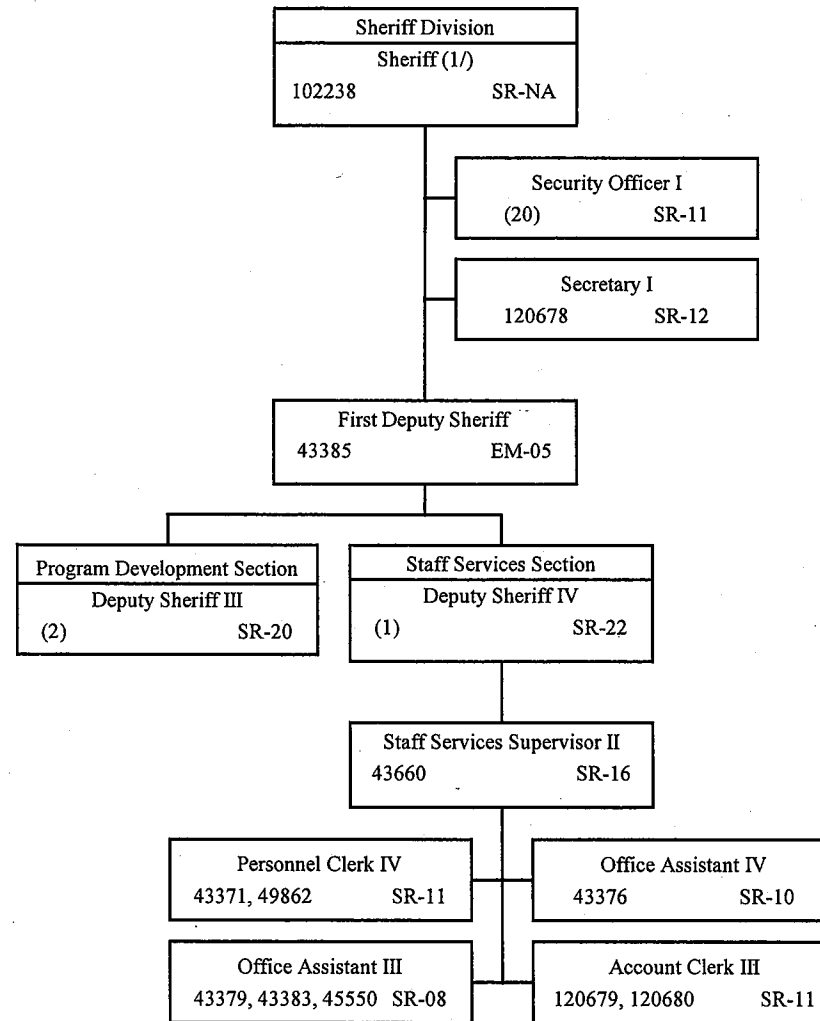 Sheriff Division
Sheriff (1/)
102238 SR-NA
Security Officer I
(20) SR-11
Secretary I
120678 SR-12
First Deputy Sheriff
43385 EM-05
Program Development Section
Deputy Sheriff III
(2) SR-20
Staff Services Section
Deputy Sheriff IV
(1) SR-22
Staff Services Supervisor II
43660 SR-16
Personnel Clerk IV
43371, 49862 SR-11
Office Assistant IV
43376 SR-10
Office Assistant III
43379, 43383, 45550 SR-08
Account Clerk III
120679, 120680 SR-11